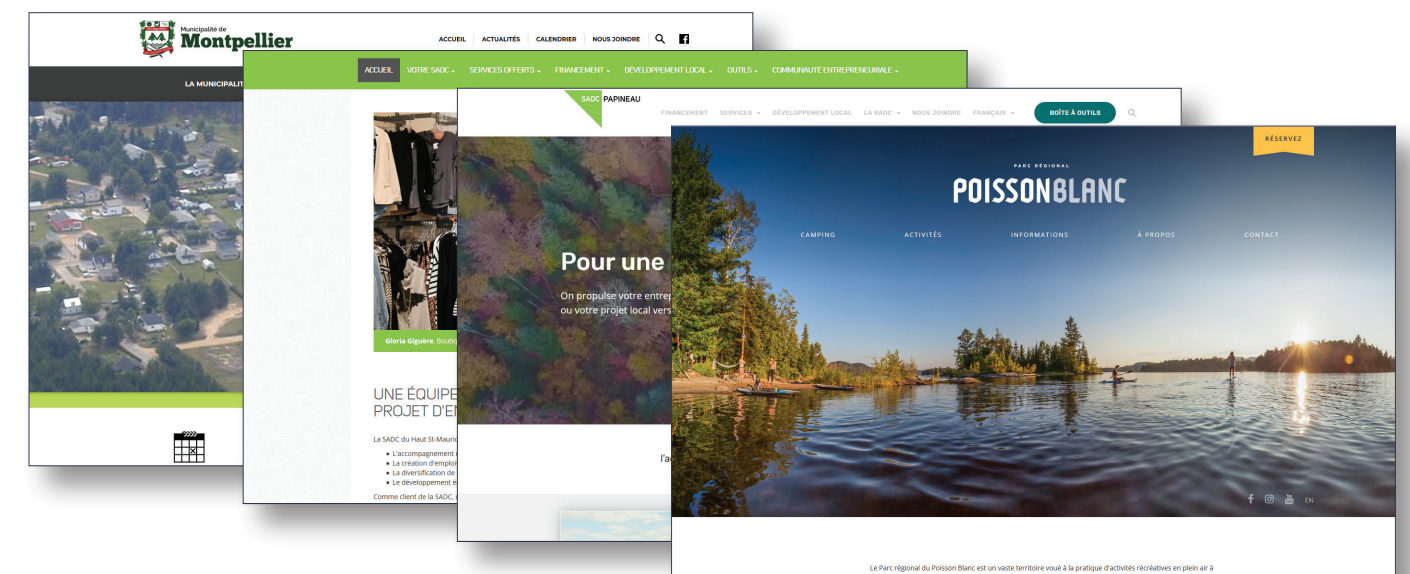 Municipalité de
Montpellier
ACCUEIL ACTUALITÉS CALENDRIER NOUS JOINDRE
LA MUNICIPALIT
ACCUEIL VOTRE SADC SERVICES OFFERTS FINANCEMENT DÉVELOPPEMENT LOCAL OUTILS COMMUNAUTÉ ENTREPRENEURIALE
Gloria Giguère, Boutiq
UNE ÉQUIPE
PROJET D'EN
La SADC du Haut St-Mauric
• L'accompagnement
• La création d'emplois
• La diversification de
• Le développement é
Comme client de la SADC,
SADC PAPINEAU
FINANCEMENT SERVICES DÉVELOPPEMENT LOCAL LA SADC NOUS JOINDRE FRANÇAIS BOÎTE À OUTILS
Pour une
On propulse votre entrep
ou votre projet local vers
RÉSERVEZ
PARC RÉGIONAL
POISSONBLANC
CAMPING ACTIVITÉS INFORMATIONS À PROPOS CONTACT
EN
Le Parc régional du Poisson Blanc est un vaste territoire voué à la pratique d'activités récréatives en plein air à